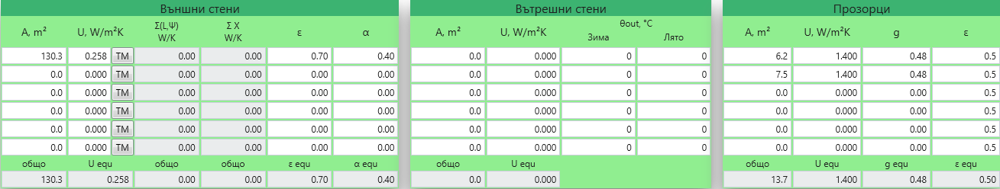 Външни стени Вътрешни стени Прозорци
A, m² U, W/m²K Σ(L,Ψ) W/K Σ X W/K ε α A, m² U, W/m²K θout, °C Зима Лято A, m² U, W/m²K g ε
130.3 0.258 TM 0.00 0.00 0.70 0.40 0.0 0.000 0 0 6.2 1.400 0.48 0.5
0.0 0.000 TM 0.00 0.00 0.00 0.00 0.0 0.000 0 0 7.5 1.400 0.48 0.5
0.0 0.000 TM 0.00 0.00 0.00 0.00 0.0 0.000 0 0 0.0 0.000 0.00 0.5
0.0 0.000 TM 0.00 0.00 0.00 0.00 0.0 0.000 0 0 0.0 0.000 0.00 0.5
0.0 0.000 TM 0.00 0.00 0.00 0.00 0.0 0.000 0 0 0.0 0.000 0.00 0.5
0.0 0.000 TM 0.00 0.00 0.00 0.00 0.0 0.000 0 0 0.0 0.000 0.00 0.5
общо U equ общо общо ε equ α equ общо U equ общо U equ g equ ε equ
130.3 0.258 0.00 0.00 0.70 0.40 0.0 0.000 13.7 1.400 0.48 0.50